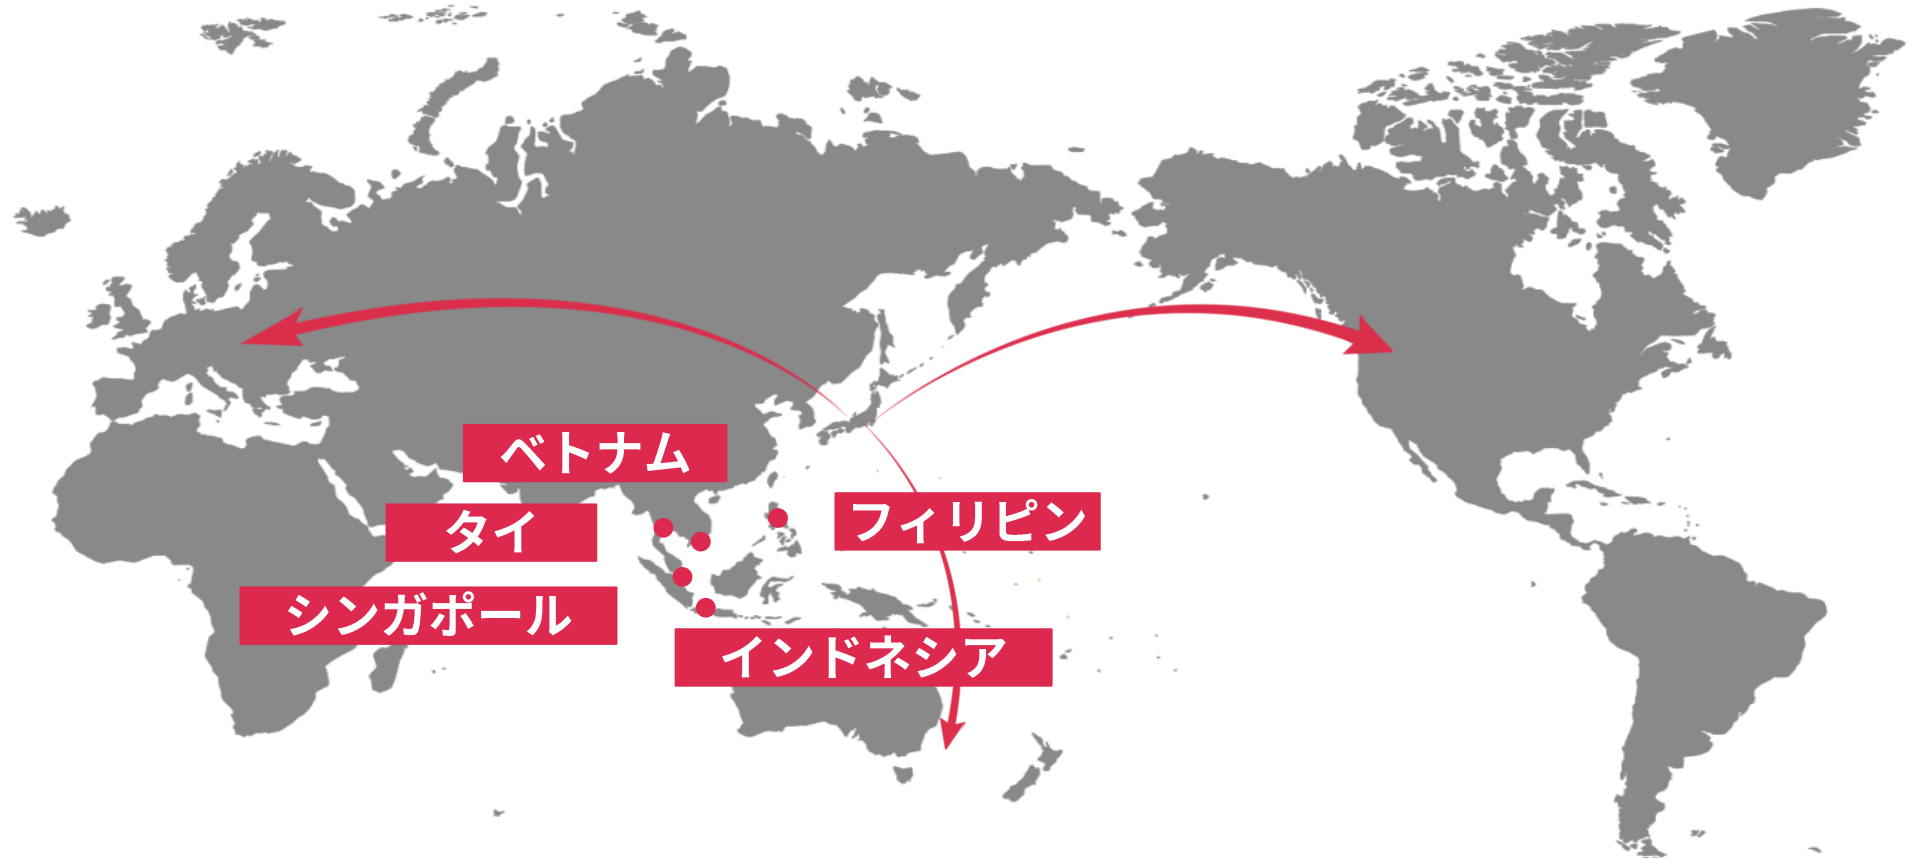 ベトナム
タイ
フィリピン
シンガポール
インドネシア